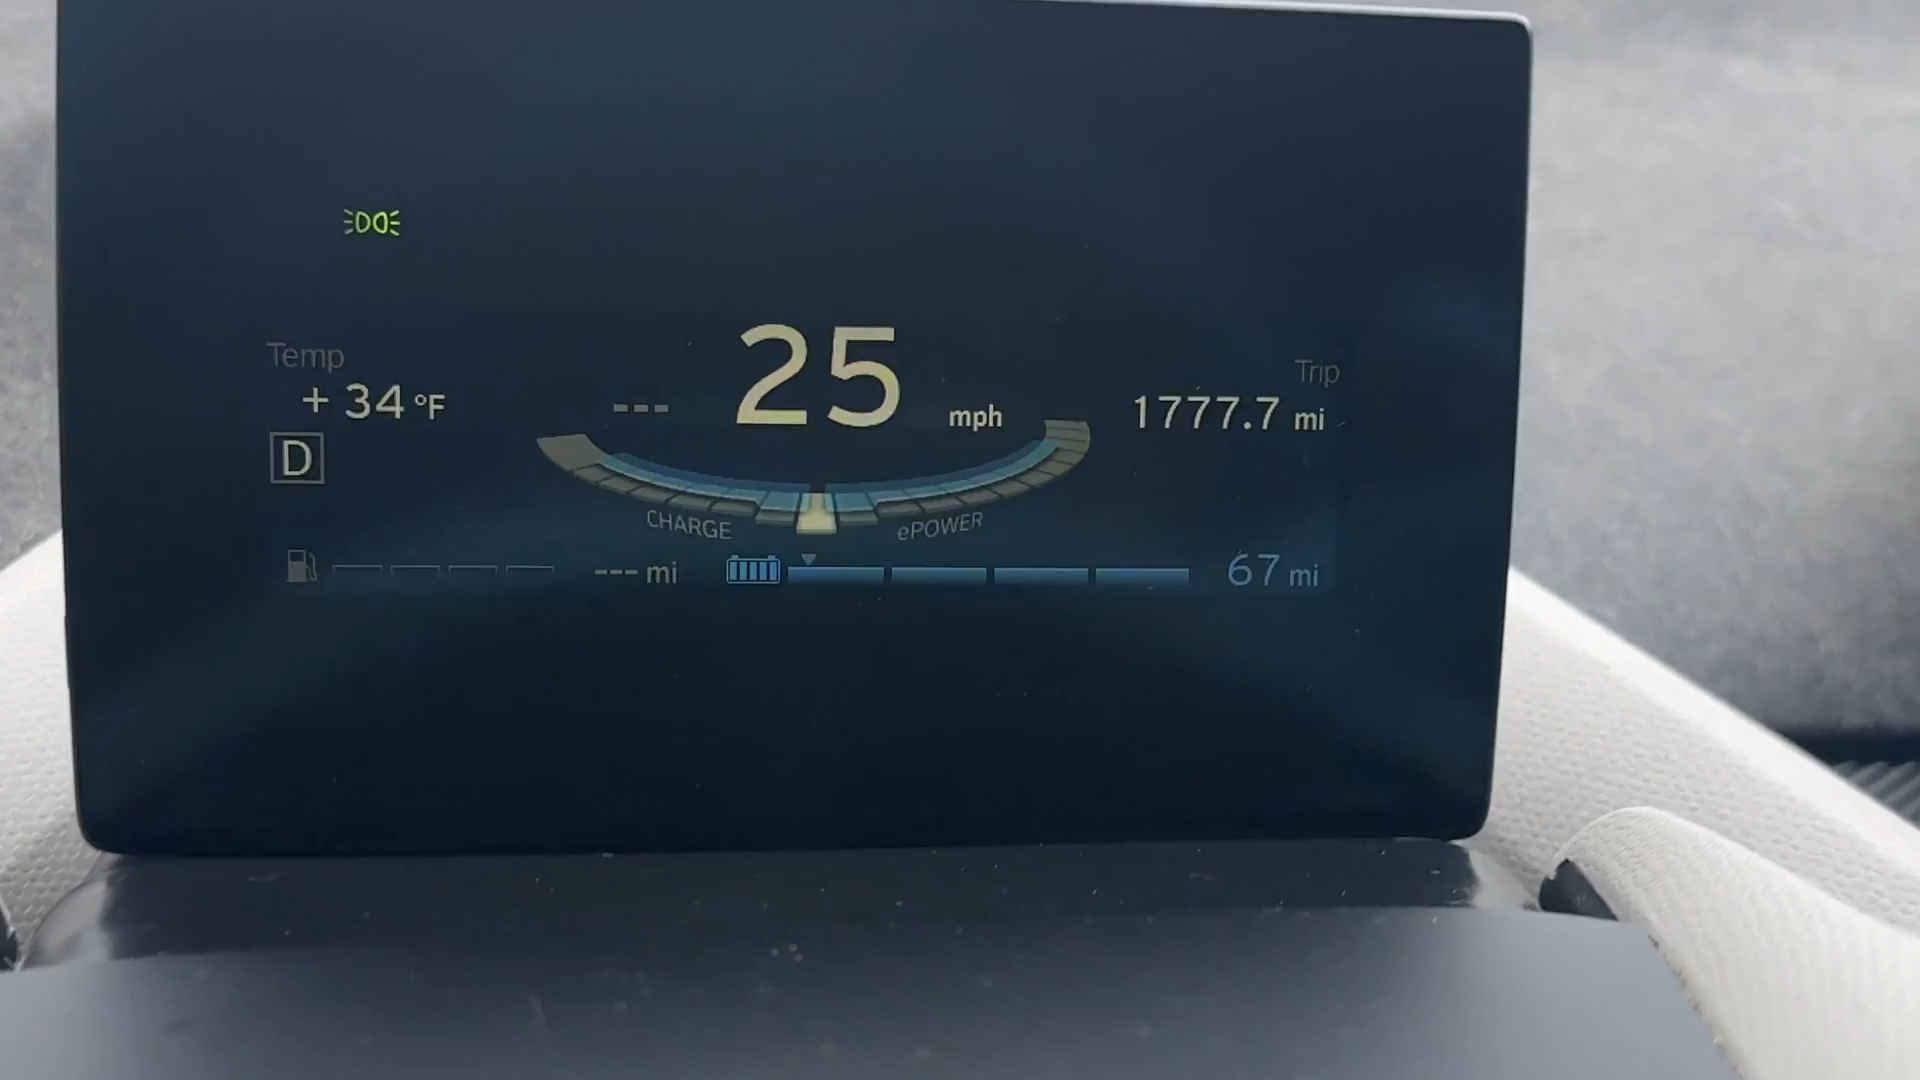 Temp
+ 34 °F
D
---
25
mph
Trip
1777.7 mi
CHARGE
ePOWER
--- mi
67 mi